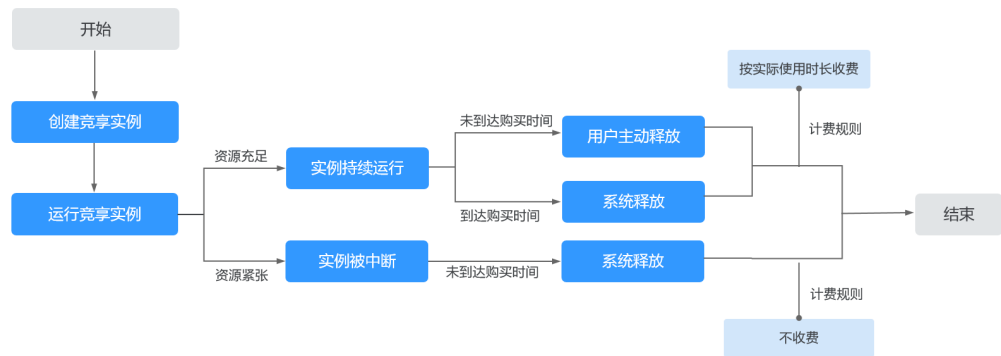 开始
创建竞享实例
运行竞享实例
资源充足
实例持续运行
未到达购买时间
用户主动释放
到达购买时间
系统释放
按实际使用时长收费
计费规则
资源紧张
实例被中断
未到达购买时间
系统释放
计费规则
不收费
结束